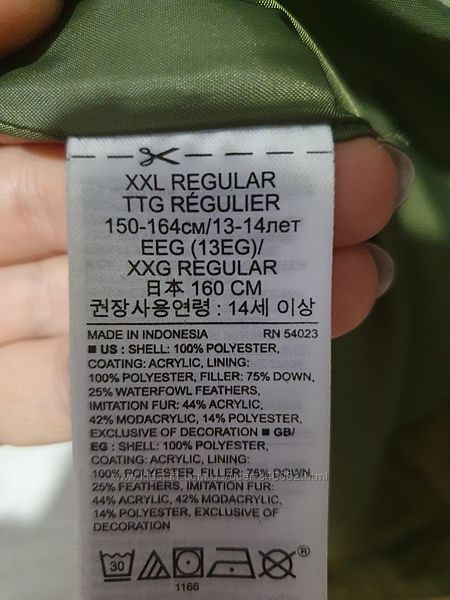 XXL REGULAR
TTG RÉGULIER
150-164см/13-14лет
EEG (13EG)/
XXG REGULAR
日本 160 CM
권장사용연령 : 14세 이상
MADE IN INDONESIA RN 54023
■ US : SHELL: 100% POLYESTER,
COATING: ACRYLIC, LINING:
100% POLYESTER, FILLER: 75% DOWN,
25% WATERFOWL FEATHERS,
IMITATION FUR: 44% ACRYLIC,
42% MODACRYLIC, 14% POLYESTER,
EXCLUSIVE OF DECORATION ■ GB/
EG : SHELL: 100% POLYESTER,
COATING: ACRYLIC, LINING:
100% POLYESTER, FILLER: 75% DOWN,
25% FEATHERS, IMITATION FUR:
44% ACRYLIC, 42% MODACRYLIC,
14% POLYESTER, EXCLUSIVE OF
DECORATION
30
®
1166